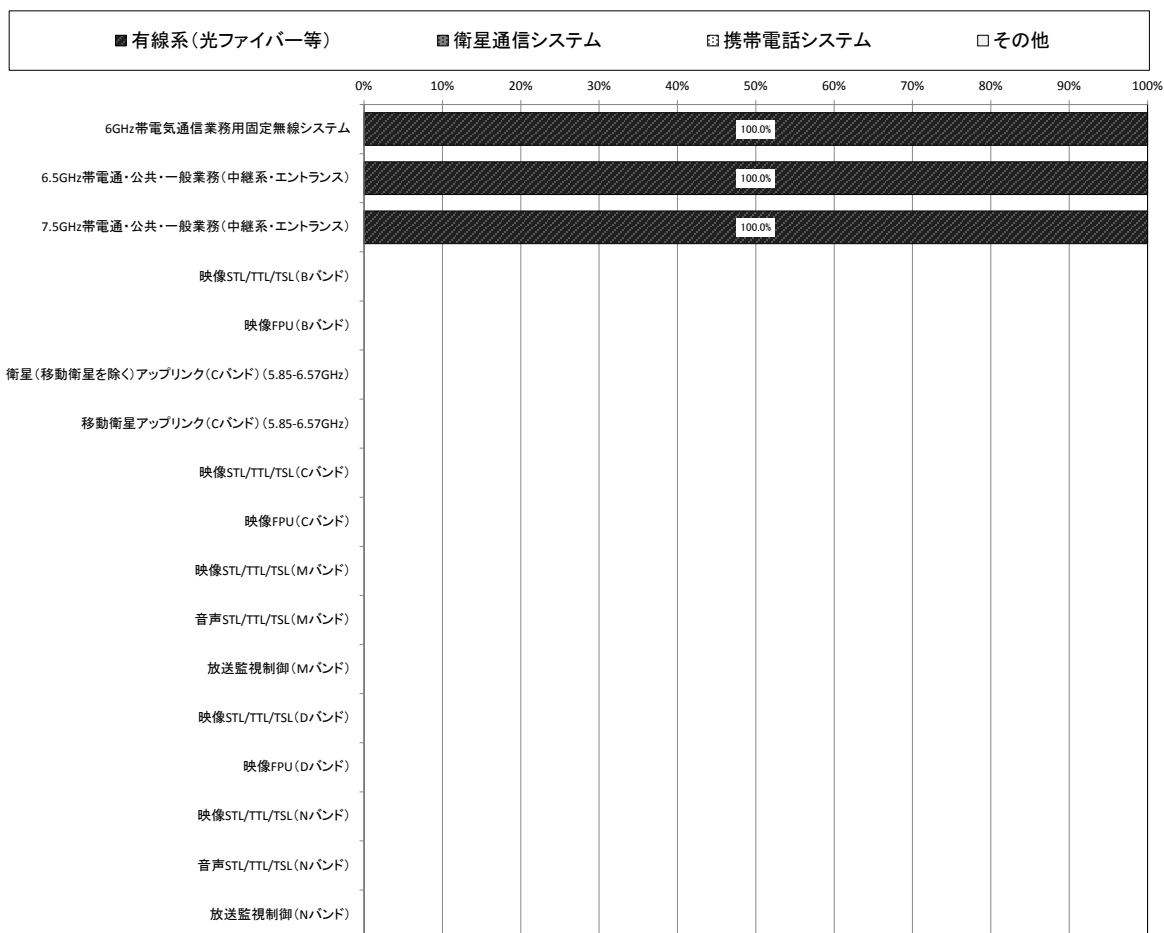 有線系(光ファイバー等) 衛星通信システム 携帯電話システム その他
0% 10% 20% 30% 40% 50% 60% 70% 80% 90% 100%
6GHz帯電気通信業務用固定無線システム 100.0%
6.5GHz帯電通・公共・一般業務(中継系・エントランス) 100.0%
7.5GHz帯電通・公共・一般業務(中継系・エントランス) 100.0%
映像STL/TTL/TSL(Bバンド)
映像FPU(Bバンド)
衛星(移動衛星を除く)アップリンク(Cバンド)(5.85-6.57GHz)
移動衛星アップリンク(Cバンド)(5.85-6.57GHz)
映像STL/TTL/TSL(Cバンド)
映像FPU(Cバンド)
映像STL/TTL/TSL(Mバンド)
音声STL/TTL/TSL(Mバンド)
放送監視制御(Mバンド)
映像STL/TTL/TSL(Dバンド)
映像FPU(Dバンド)
映像STL/TTL/TSL(Nバンド)
音声STL/TTL/TSL(Nバンド)
放送監視制御(Nバンド)